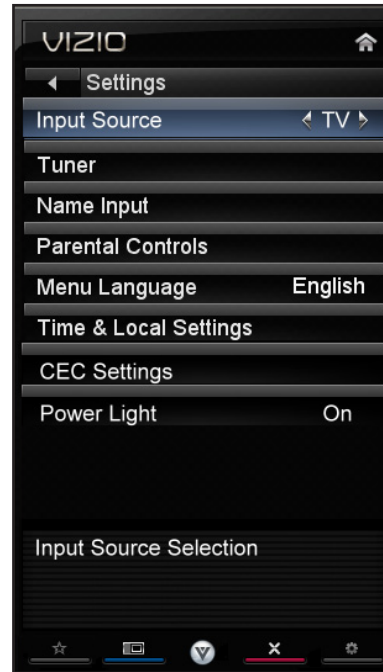 VIZIO
Settings
Input Source TV
Tuner
Name Input
Parental Controls
Menu Language English
Time & Local Settings
CEC Settings
Power Light On
Input Source Selection
V